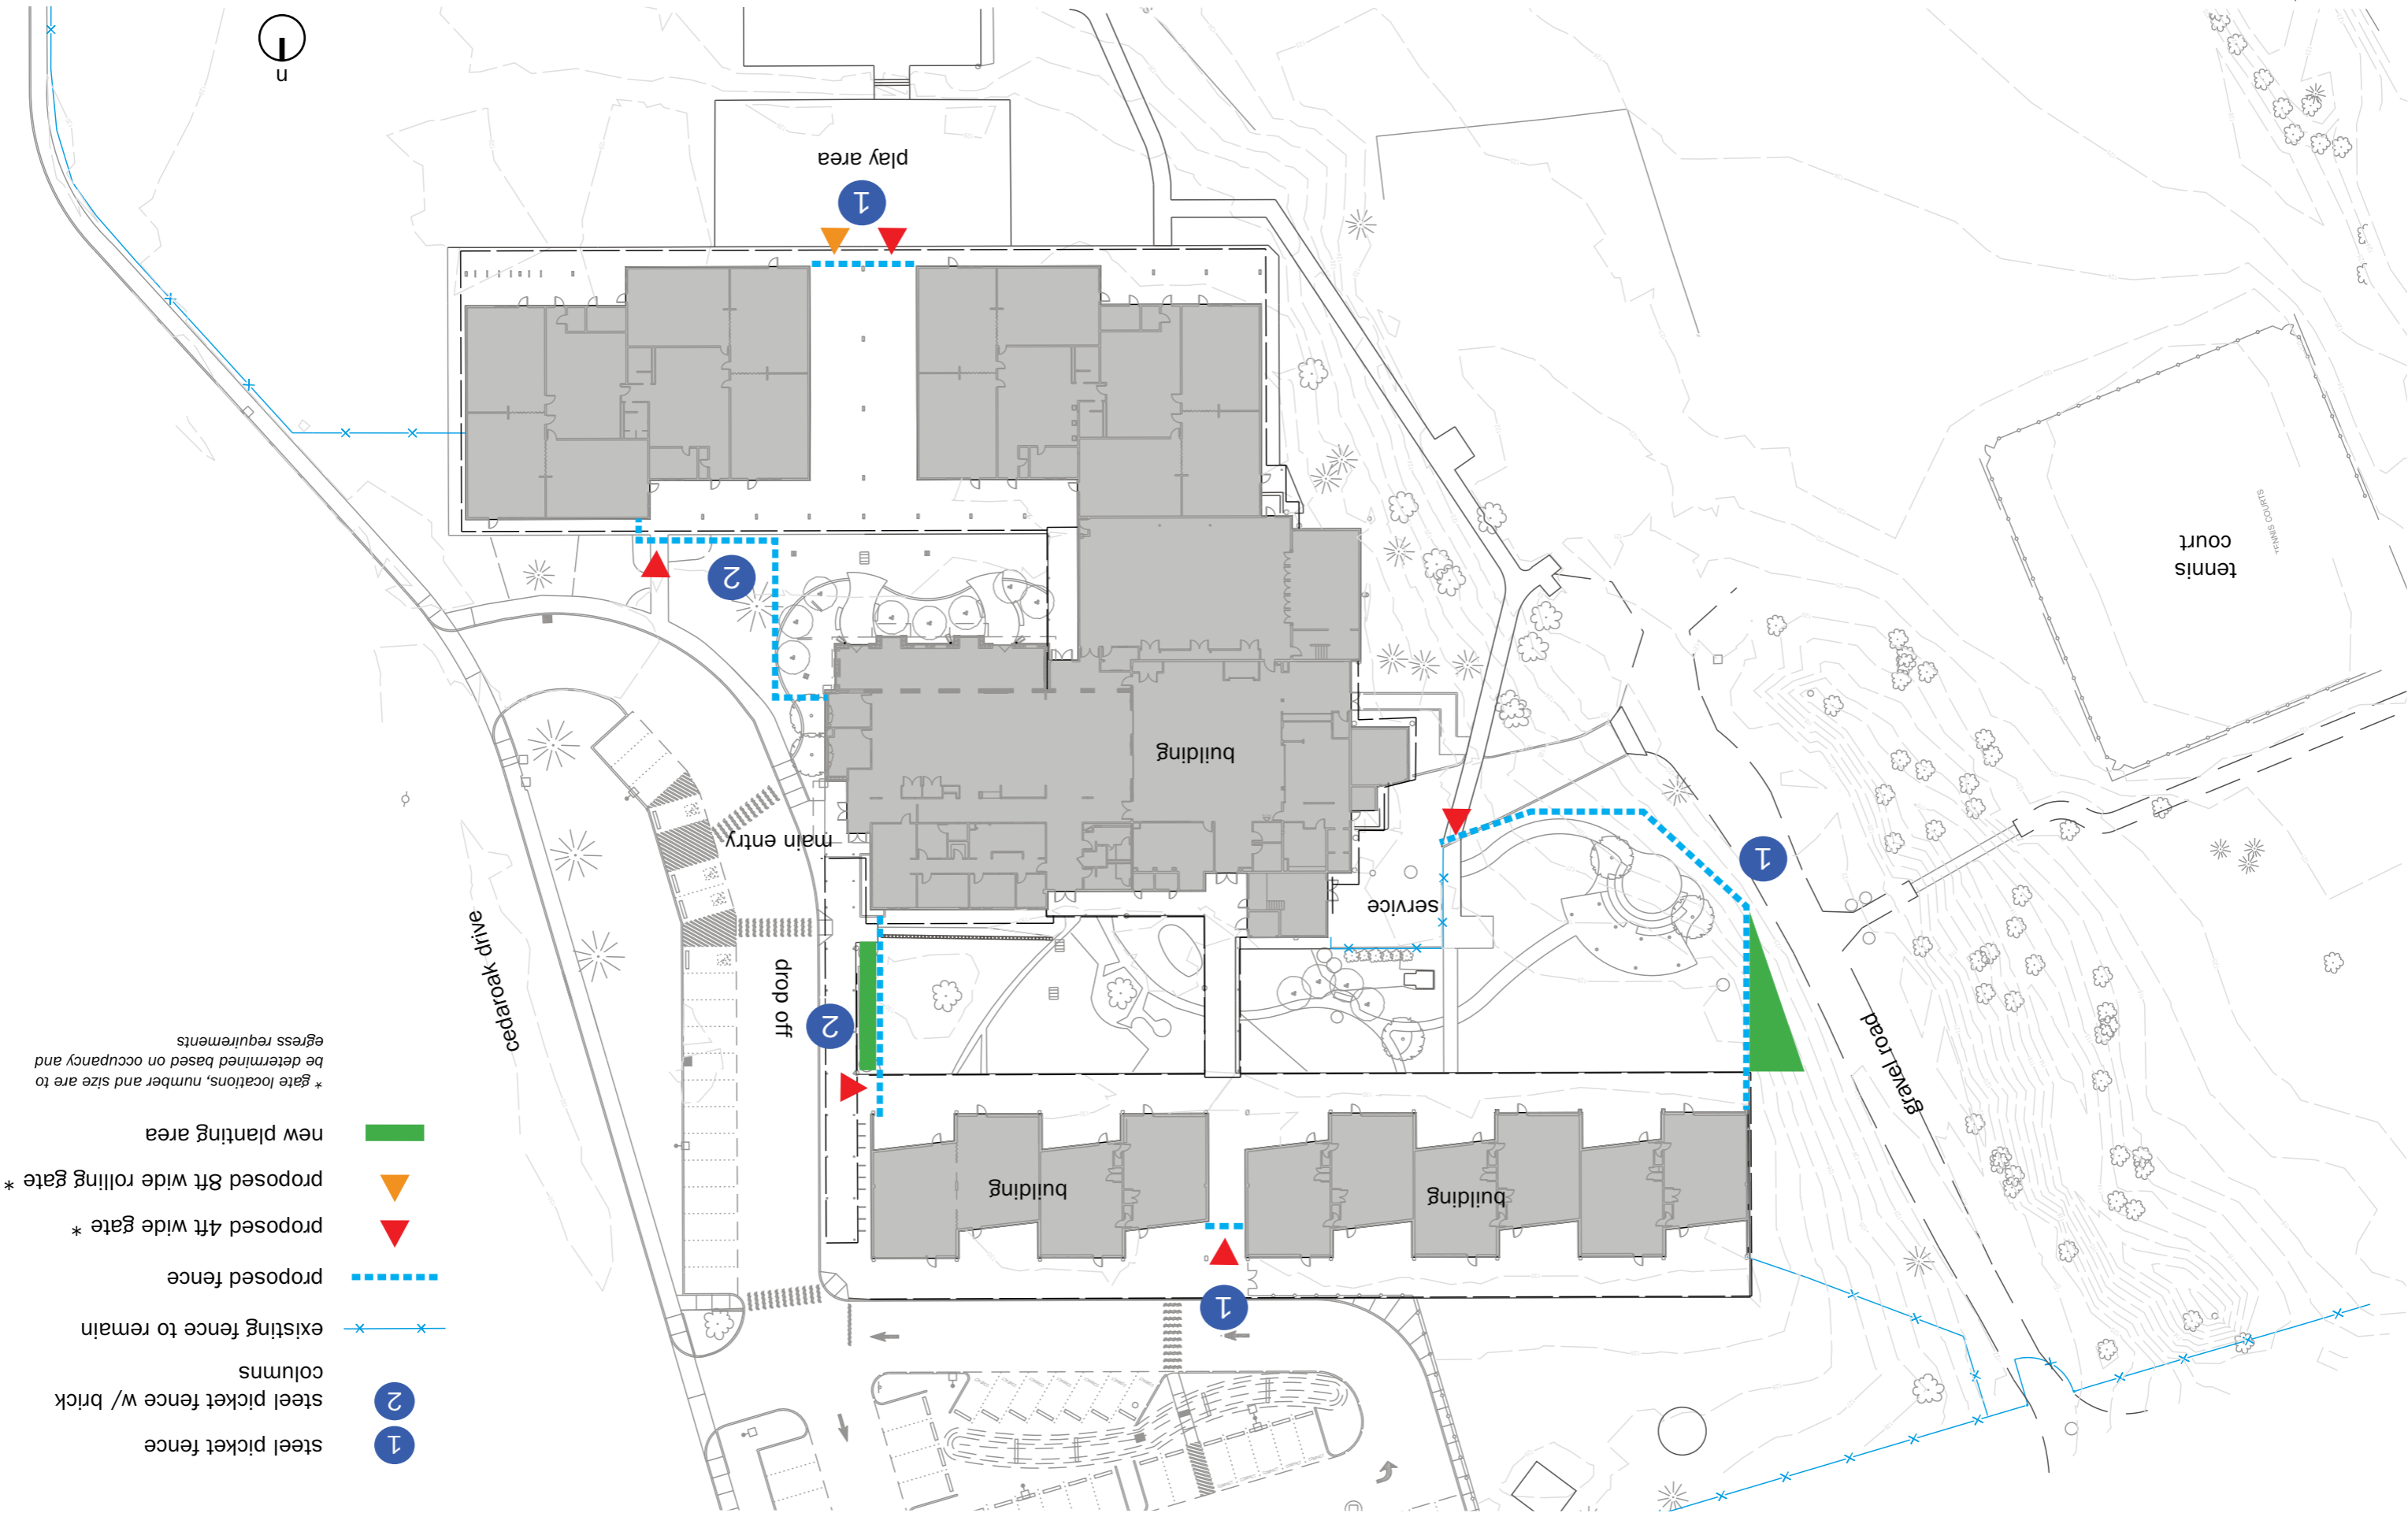 1 steel picket fence
2 steel picket fence w/ brick
columns
existing fence to remain
proposed fence
proposed 4ft wide gate *
proposed 8ft wide rolling gate *
new planting area
* gate locations, number and size are to
be determined based on occupancy and
egress requirements
1
building
building
gravel road
2
drop off
cedaroak drive
service
1
main entry
building
tennis
court
TENNIS COURTS
2
1
play area
n